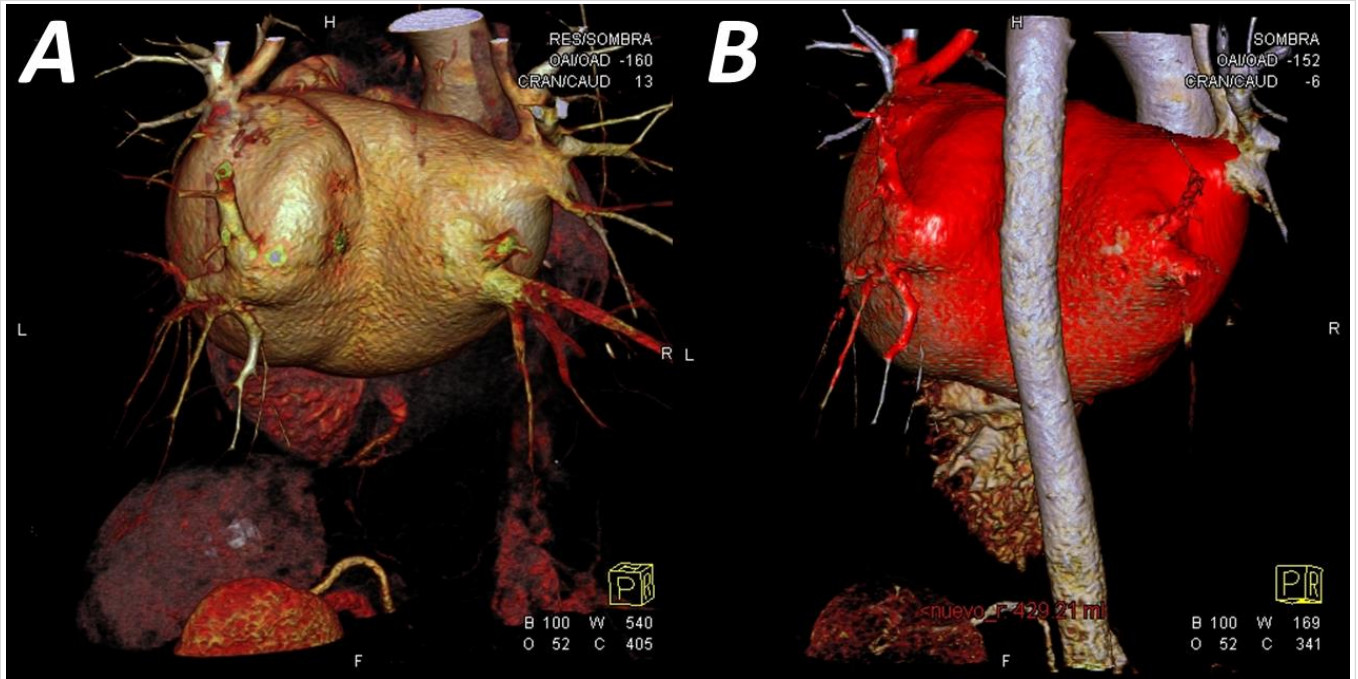 A
H
RES/SOMBRA
OAI/OAD -160
CRAN/CAUD 13
L
R
P R
B 100 W 540
O 52 C 405
F
B
H
SOMBRA
OAI/OAD -152
CRAN/CAUD -6
L
R
<nuevo_r 429.21 ml
P R
B 100 W 169
O 52 C 341
F